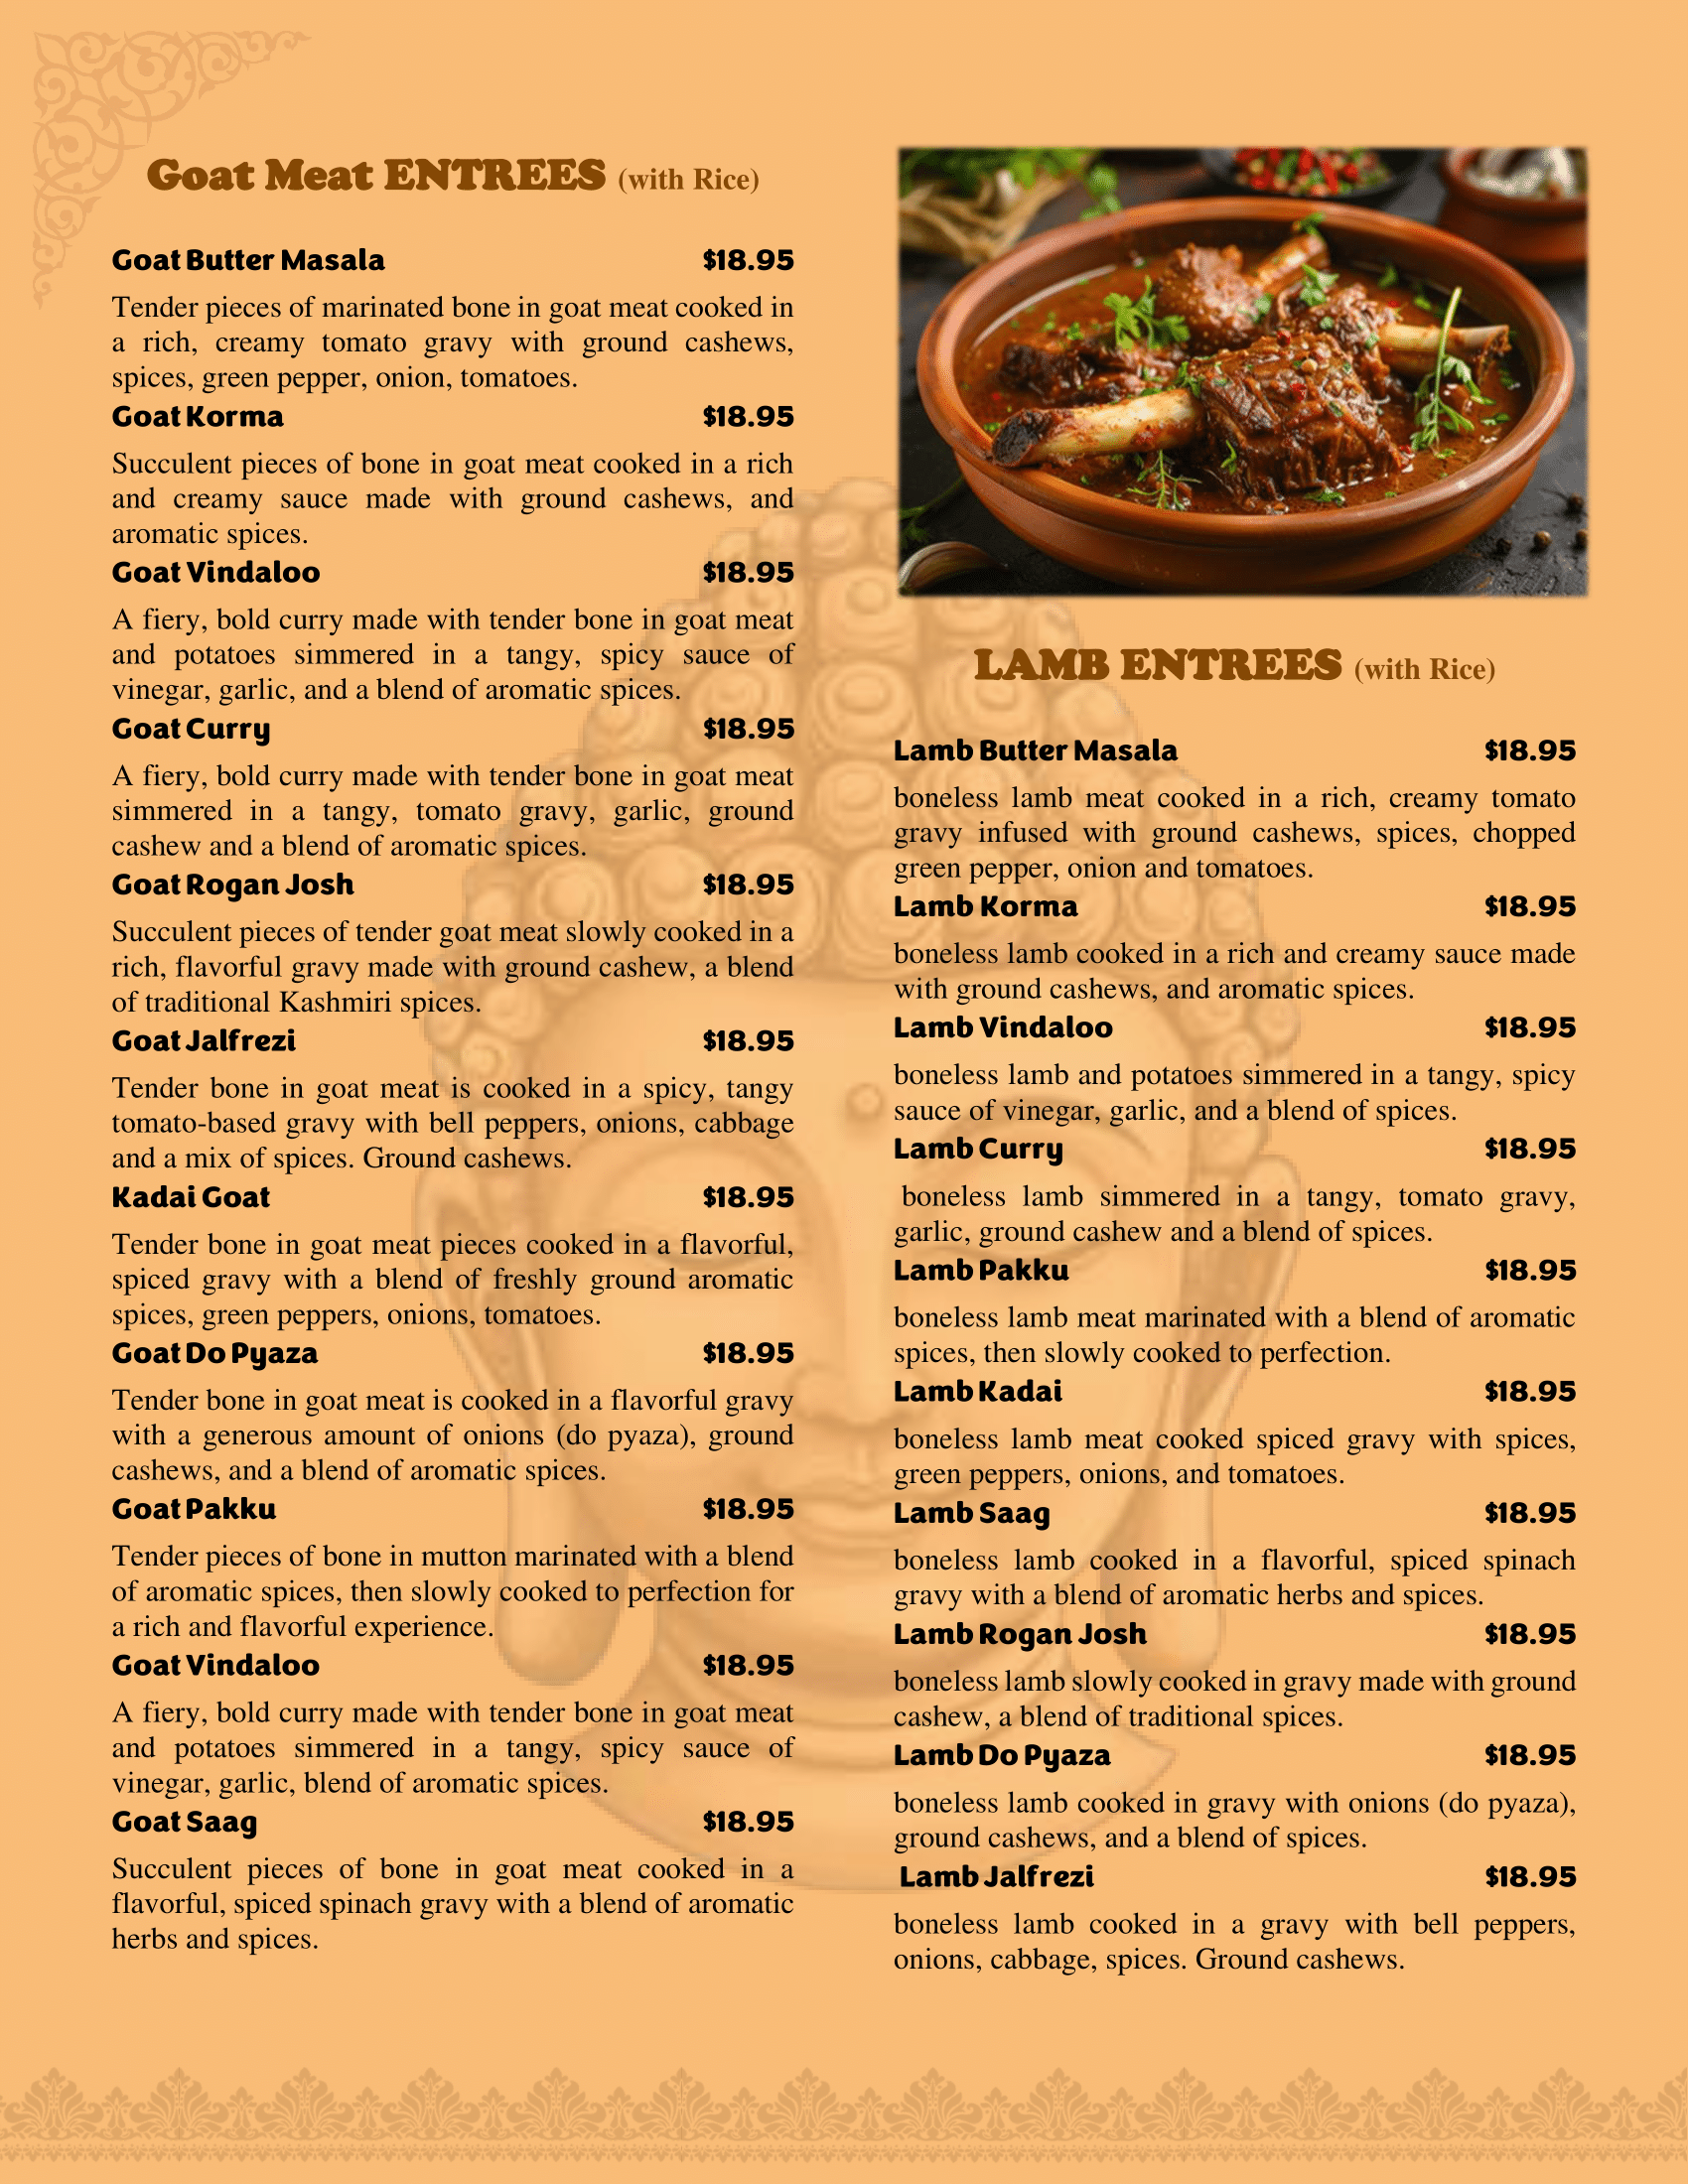 Goat Meat ENTREES (with Rice)
Goat Butter Masala $18.95
Tender pieces of marinated bone in goat meat cooked in
a rich, creamy tomato gravy with ground cashews,
spices, green pepper, onion, tomatoes.
Goat Korma $18.95
Succulent pieces of bone in goat meat cooked in a rich
and creamy sauce made with ground cashews, and
aromatic spices.
Goat Vindaloo $18.95
A fiery, bold curry made with tender bone in goat meat
and potatoes simmered in a tangy, spicy sauce of
vinegar, garlic, and a blend of aromatic spices.
Goat Curry $18.95
A fiery, bold curry made with tender bone in goat meat
simmered in a tangy, tomato gravy, garlic, ground
cashew and a blend of aromatic spices.
Goat Rogan Josh $18.95
Succulent pieces of tender goat meat slowly cooked in a
rich, flavorful gravy made with ground cashew, a blend
of traditional Kashmiri spices.
Goat Jalfrezi $18.95
Tender bone in goat meat is cooked in a spicy, tangy
tomato-based gravy with bell peppers, onions, cabbage
and a mix of spices. Ground cashews.
Kadai Goat $18.95
Tender bone in goat meat pieces cooked in a flavorful,
spiced gravy with a blend of freshly ground aromatic
spices, green peppers, onions, tomatoes.
Goat Do Pyaza $18.95
Tender bone in goat meat is cooked in a flavorful gravy
with a generous amount of onions (do pyaza), ground
cashews, and a blend of aromatic spices.
Goat Pakku $18.95
Tender pieces of bone in mutton marinated with a blend
of aromatic spices, then slowly cooked to perfection for
a rich and flavorful experience.
Goat Vindaloo $18.95
A fiery, bold curry made with tender bone in goat meat
and potatoes simmered in a tangy, spicy sauce of
vinegar, garlic, blend of aromatic spices.
Goat Saag $18.95
Succulent pieces of bone in goat meat cooked in a
flavorful, spiced spinach gravy with a blend of aromatic
herbs and spices.
LAMB ENTREES (with Rice)
Lamb Butter Masala $18.95
boneless lamb meat cooked in a rich, creamy tomato
gravy infused with ground cashews, spices, chopped
green pepper, onion and tomatoes.
Lamb Korma $18.95
boneless lamb cooked in a rich and creamy sauce made
with ground cashews, and aromatic spices.
Lamb Vindaloo $18.95
boneless lamb and potatoes simmered in a tangy, spicy
sauce of vinegar, garlic, and a blend of spices.
Lamb Curry $18.95
boneless lamb simmered in a tangy, tomato gravy,
garlic, ground cashew and a blend of spices.
Lamb Pakku $18.95
boneless lamb meat marinated with a blend of aromatic
spices, then slowly cooked to perfection.
Lamb Kadai $18.95
boneless lamb meat cooked spiced gravy with spices,
green peppers, onions, and tomatoes.
Lamb Saag $18.95
boneless lamb cooked in a flavorful, spiced spinach
gravy with a blend of aromatic herbs and spices.
Lamb Rogan Josh $18.95
boneless lamb slowly cooked in gravy made with ground
cashew, a blend of traditional spices.
Lamb Do Pyaza $18.95
boneless lamb cooked in gravy with onions (do pyaza),
ground cashews, and a blend of spices.
Lamb Jalfrezi $18.95
boneless lamb cooked in a gravy with bell peppers,
onions, cabbage, spices. Ground cashews.